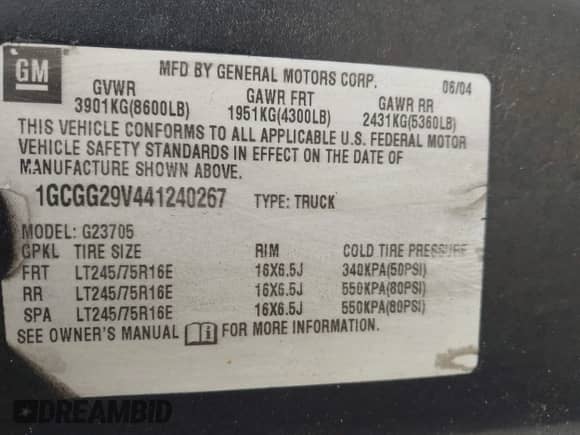 GM
MFD BY GENERAL MOTORS CORP.
06/04
GVWR GAWR FRT GAWR RR
3901KG(8600LB) 1951KG(4300LB) 2431KG(5360LB)
THIS VEHICLE CONFORMS TO ALL APPLICABLE U.S. FEDERAL MOTOR
VEHICLE SAFETY STANDARDS IN EFFECT ON THE DATE OF
MANUFACTURE SHOWN ABOVE.
1GCGG29V441240267 TYPE: TRUCK
MODEL: G23705
GPKL TIRE SIZE RIM COLD TIRE PRESSURE
FRT LT245/75R16E 16X6.5J 340KPA(50PSI)
RR LT245/75R16E 16X6.5J 550KPA(80PSI)
SPA LT245/75R16E 16X6.5J 550KPA(80PSI)
SEE OWNER'S MANUAL i FOR MORE INFORMATION.
DREAMBID